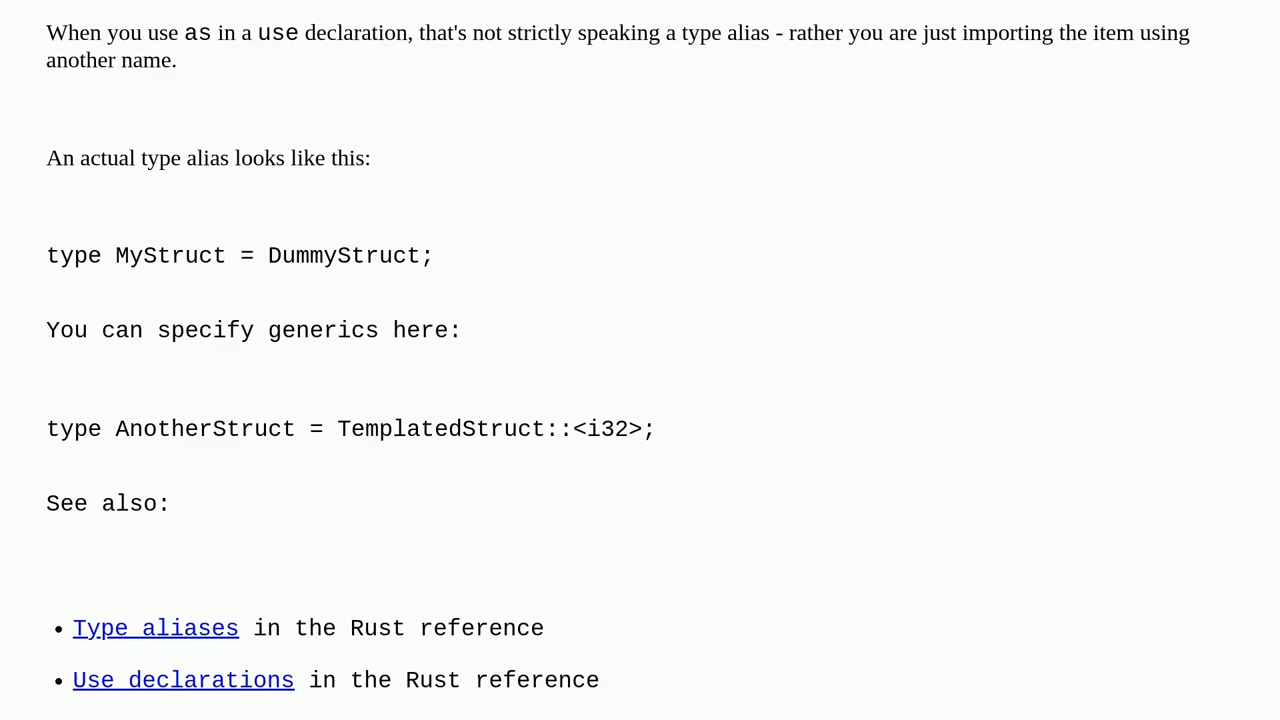 When you use as in a use declaration, that's not strictly speaking a type alias - rather you are just importing the item using
another name.
An actual type alias looks like this:
type MyStruct = DummyStruct;
You can specify generics here:
type AnotherStruct = TemplatedStruct::<i32>;
See also:
• Type aliases in the Rust reference
• Use declarations in the Rust reference